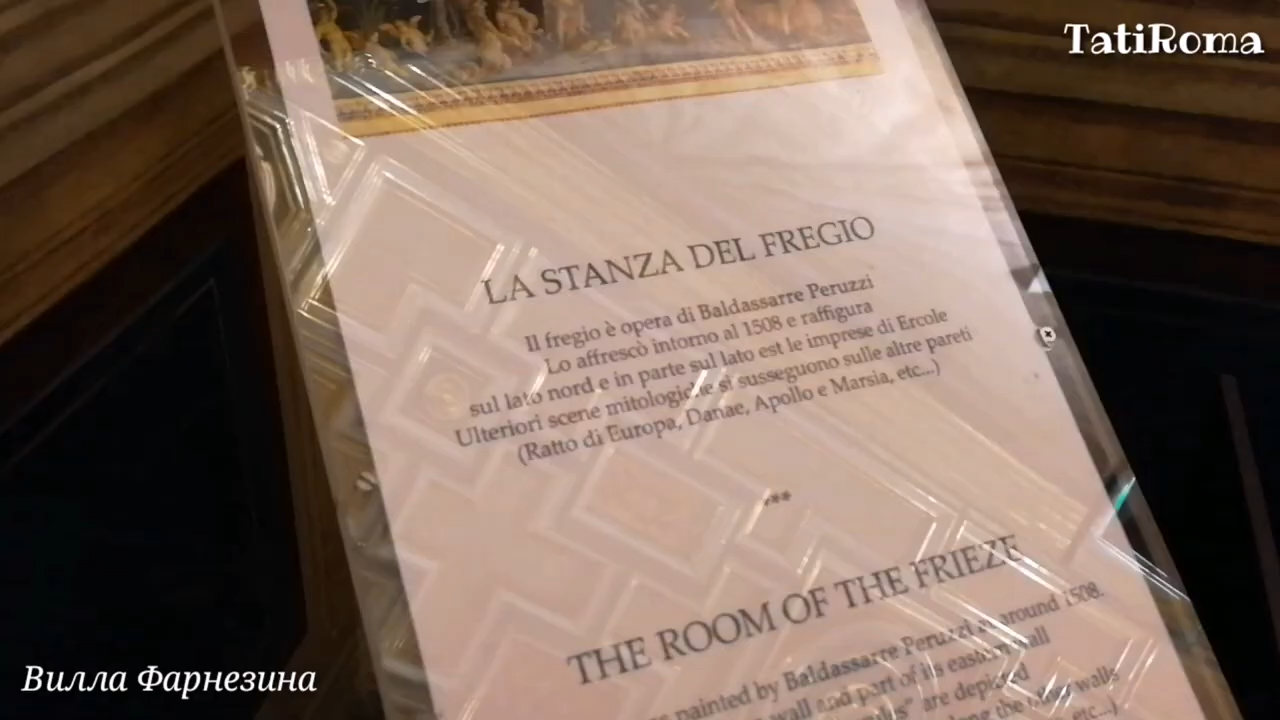 TatiRoma
LA STANZA DEL FREGIO
Il fregio è opera di Baldassarre Peruzzi
Lo affrescò intorno al 1508 e raffigura
sul lato nord e in parte sul lato est le imprese di Ercole
Ulteriori scene mitologiche si susseguono sulle altre pareti
(Ratto di Europa, Danae, Apollo e Marsia, etc...)
***
THE ROOM OF THE FRIEZE
painted by Baldassarre Peruzzi around 1508.
wall and part of its eastern wall
are depicted
along the other walls
etc...)
Вилла Фарнезина